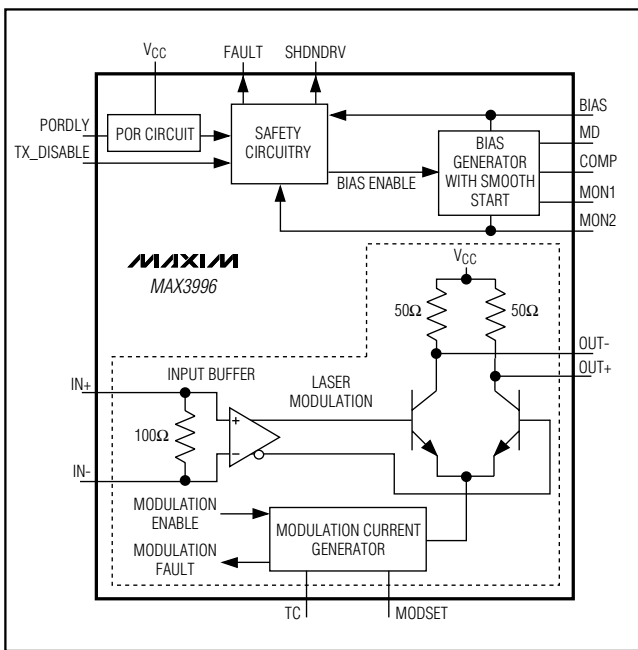 VCC
FAULT
SHDNDRV
PORDLY
POR CIRCUIT
TX_DISABLE
SAFETY
CIRCUITRY
BIAS ENABLE
BIAS
GENERATOR
WITH SMOOTH
START
BIAS
MD
COMP
MON1
MON2
MAXIM
MAX3996
VCC
50Ω
50Ω
OUT-
OUT+
IN+
INPUT BUFFER
LASER
MODULATION
100Ω
+
−
IN-
MODULATION
ENABLE
MODULATION
FAULT
MODULATION CURRENT
GENERATOR
TC
MODSET